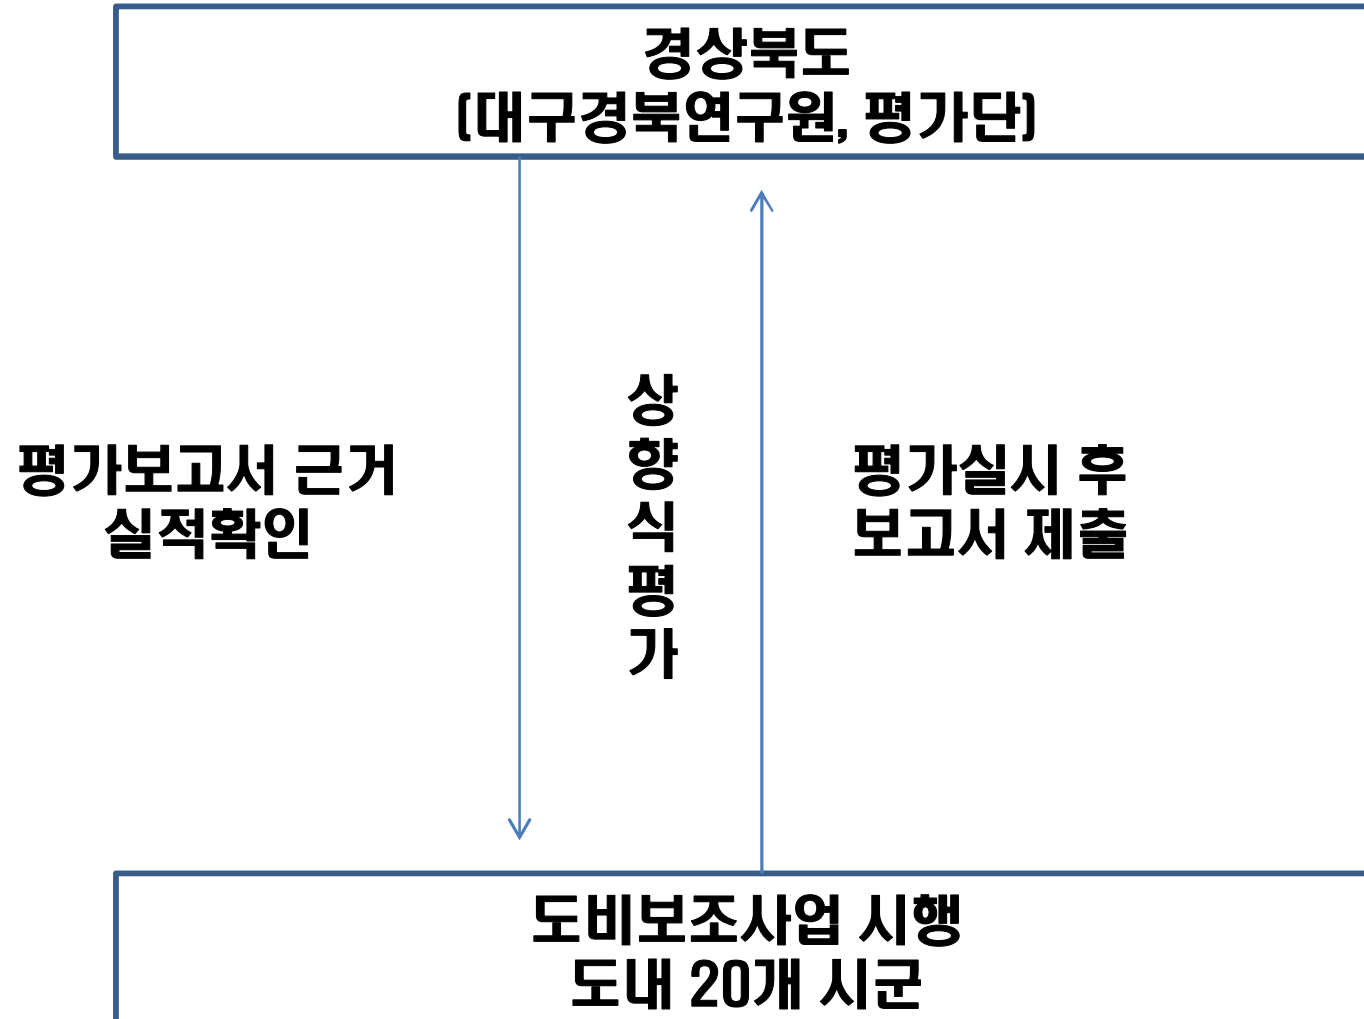 경상북도
(대구경북연구원, 평가단)
평가보고서 근거
실적확인
상
향
식
평
가
평가실시 후
보고서 제출
도비보조사업 시행
도내 20개 시군